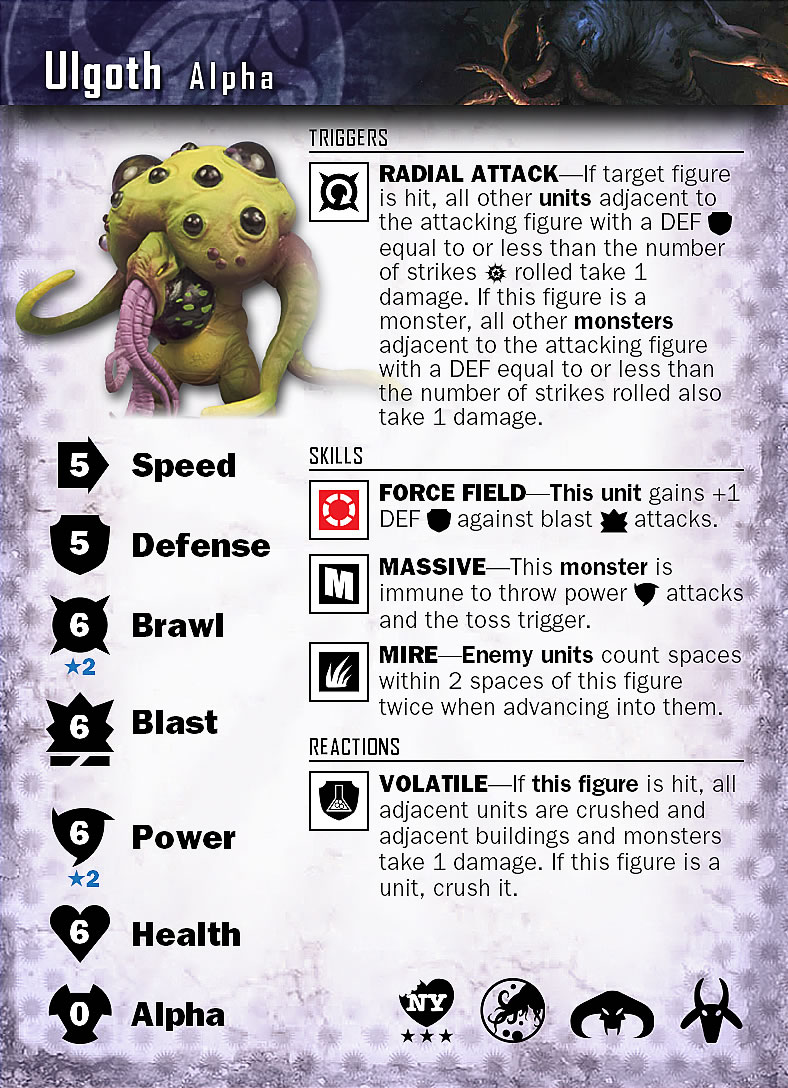 Ulgoth Alpha
TRIGGERS
RADIAL ATTACK—If target figure
is hit, all other units adjacent to
the attacking figure with a DEF
equal to or less than the number
of strikes rolled take 1
damage. If this figure is a
monster, all other monsters
adjacent to the attacking figure
with a DEF equal to or less than
the number of strikes rolled also
take 1 damage.
5 Speed
5 Defense
6 Brawl
★2
6 Blast
6 Power
★2
6 Health
0 Alpha
SKILLS
FORCE FIELD—This unit gains +1
DEF against blast attacks.
M
MASSIVE—This monster is
immune to throw power attacks
and the toss trigger.
MIRE—Enemy units count spaces
within 2 spaces of this figure
twice when advancing into them.
REACTIONS
VOLATILE—If this figure is hit, all
adjacent units are crushed and
adjacent buildings and monsters
take 1 damage. If this figure is a
unit, crush it.
NY
★★★